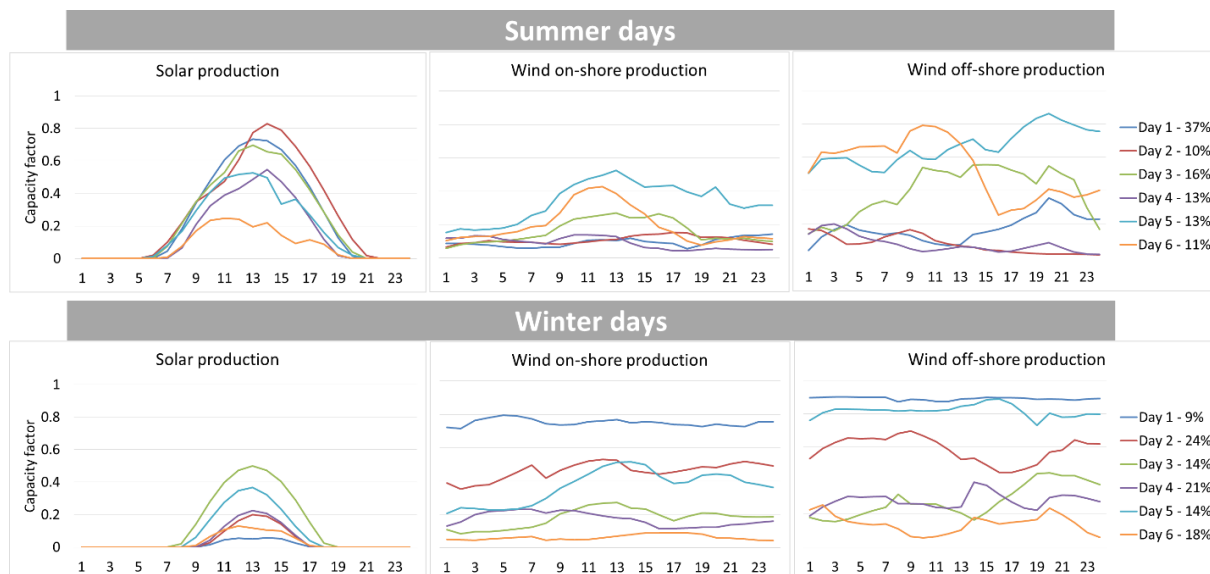 Summer days
Solar production
Wind on-shore production
Wind off-shore production
Capacity factor
1
0.8
0.6
0.4
0.2
0
1 3 5 7 9 11 13 15 17 19 21 23
1 3 5 7 9 11 13 15 17 19 21 23
1 3 5 7 9 11 13 15 17 19 21 23
Day 1 - 37%
Day 2 - 10%
Day 3 - 16%
Day 4 - 13%
Day 5 - 13%
Day 6 - 11%
Winter days
Solar production
Wind on-shore production
Wind off-shore production
Capacity factor
1
0.8
0.6
0.4
0.2
0
1 3 5 7 9 11 13 15 17 19 21 23
1 3 5 7 9 11 13 15 17 19 21 23
1 3 5 7 9 11 13 15 17 19 21 23
Day 1 - 9%
Day 2 - 24%
Day 3 - 14%
Day 4 - 21%
Day 5 - 14%
Day 6 - 18%